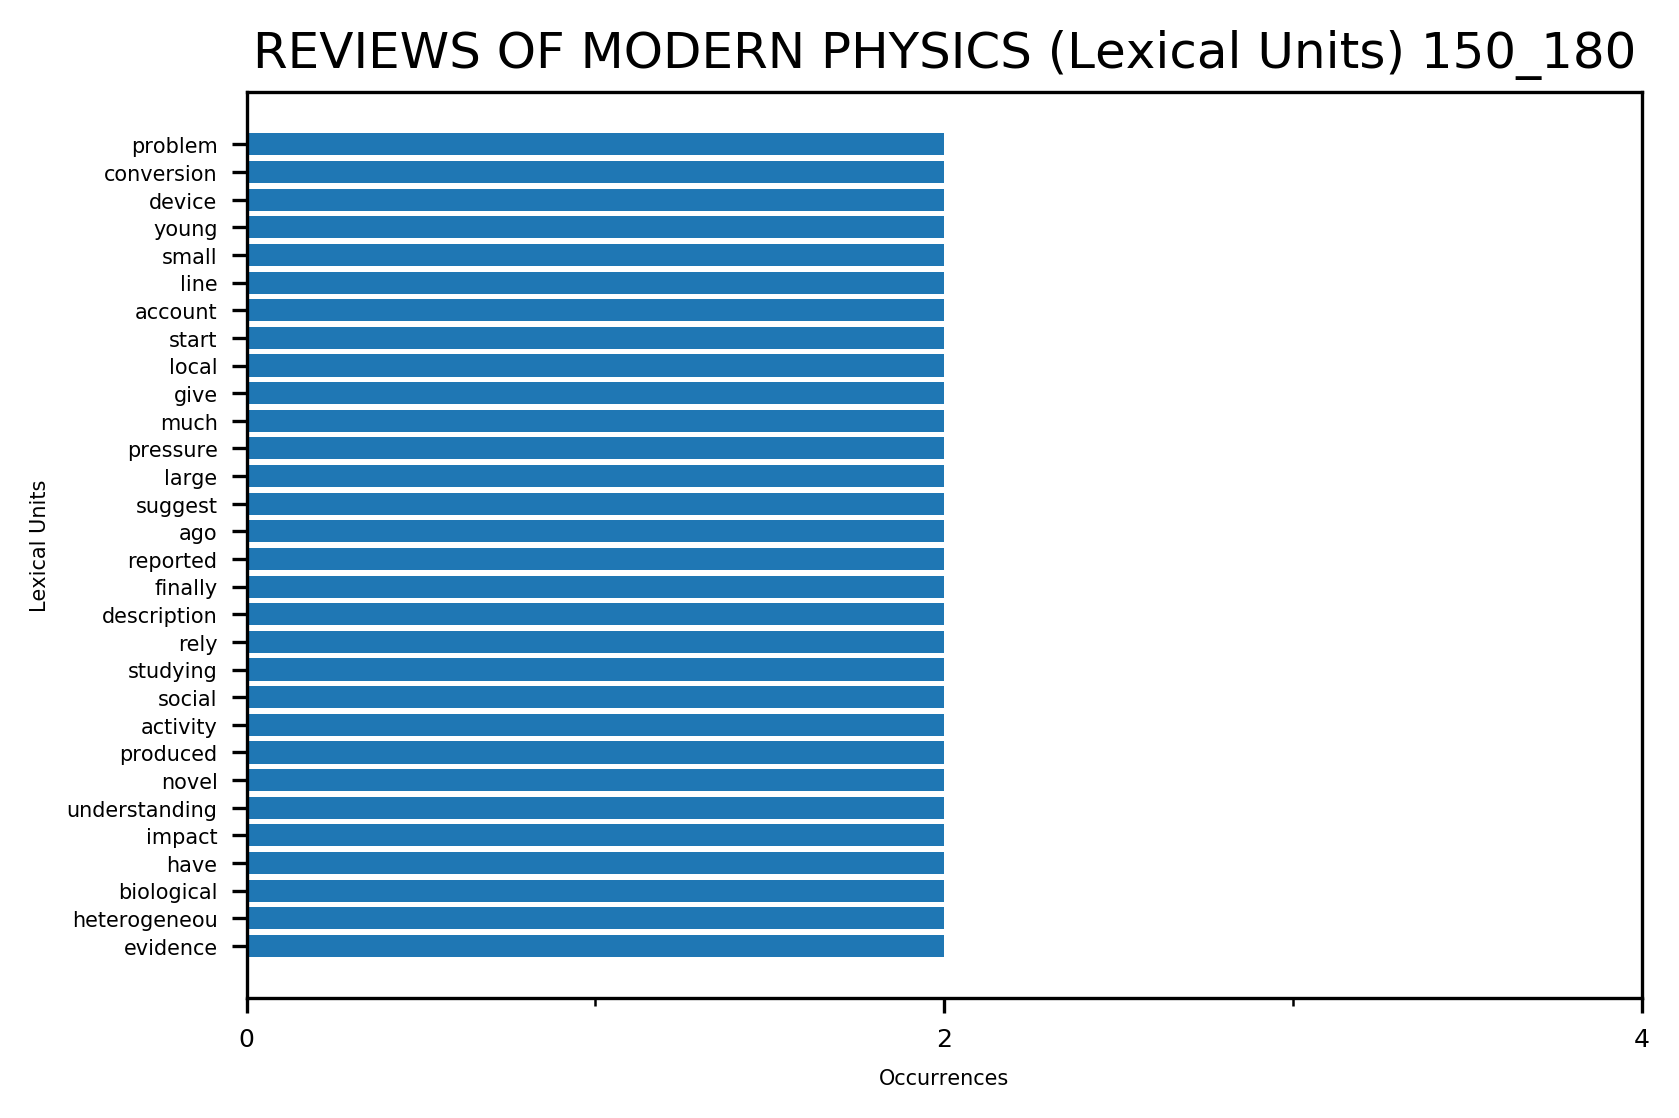 REVIEWS OF MODERN PHYSICS (Lexical Units) 150_180
problem
conversion
device
young
small
line
account
start
local
give
much
pressure
large
suggest
ago
reported
finally
description
rely
studying
social
activity
produced
novel
understanding
impact
have
biological
heterogeneou
evidence
Lexical Units
0 2 4
Occurrences